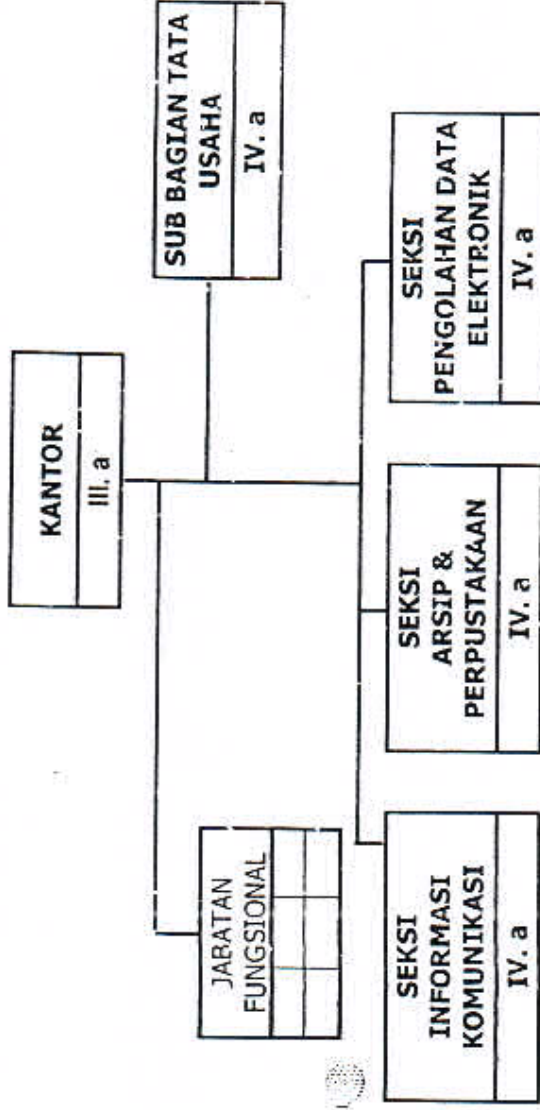 KANTOR
III. a
SUB BAGIAN TATA
USAHA
IV. a
JABATAN
FUNGSIONAL
SEKSI
INFORMASI
KOMUNIKASI
IV. a
SEKSI
ARSIP &
PERPUSTAKAAN
IV. a
SEKSI
PENGOLAHAN DATA
ELEKTRONIK
IV. a